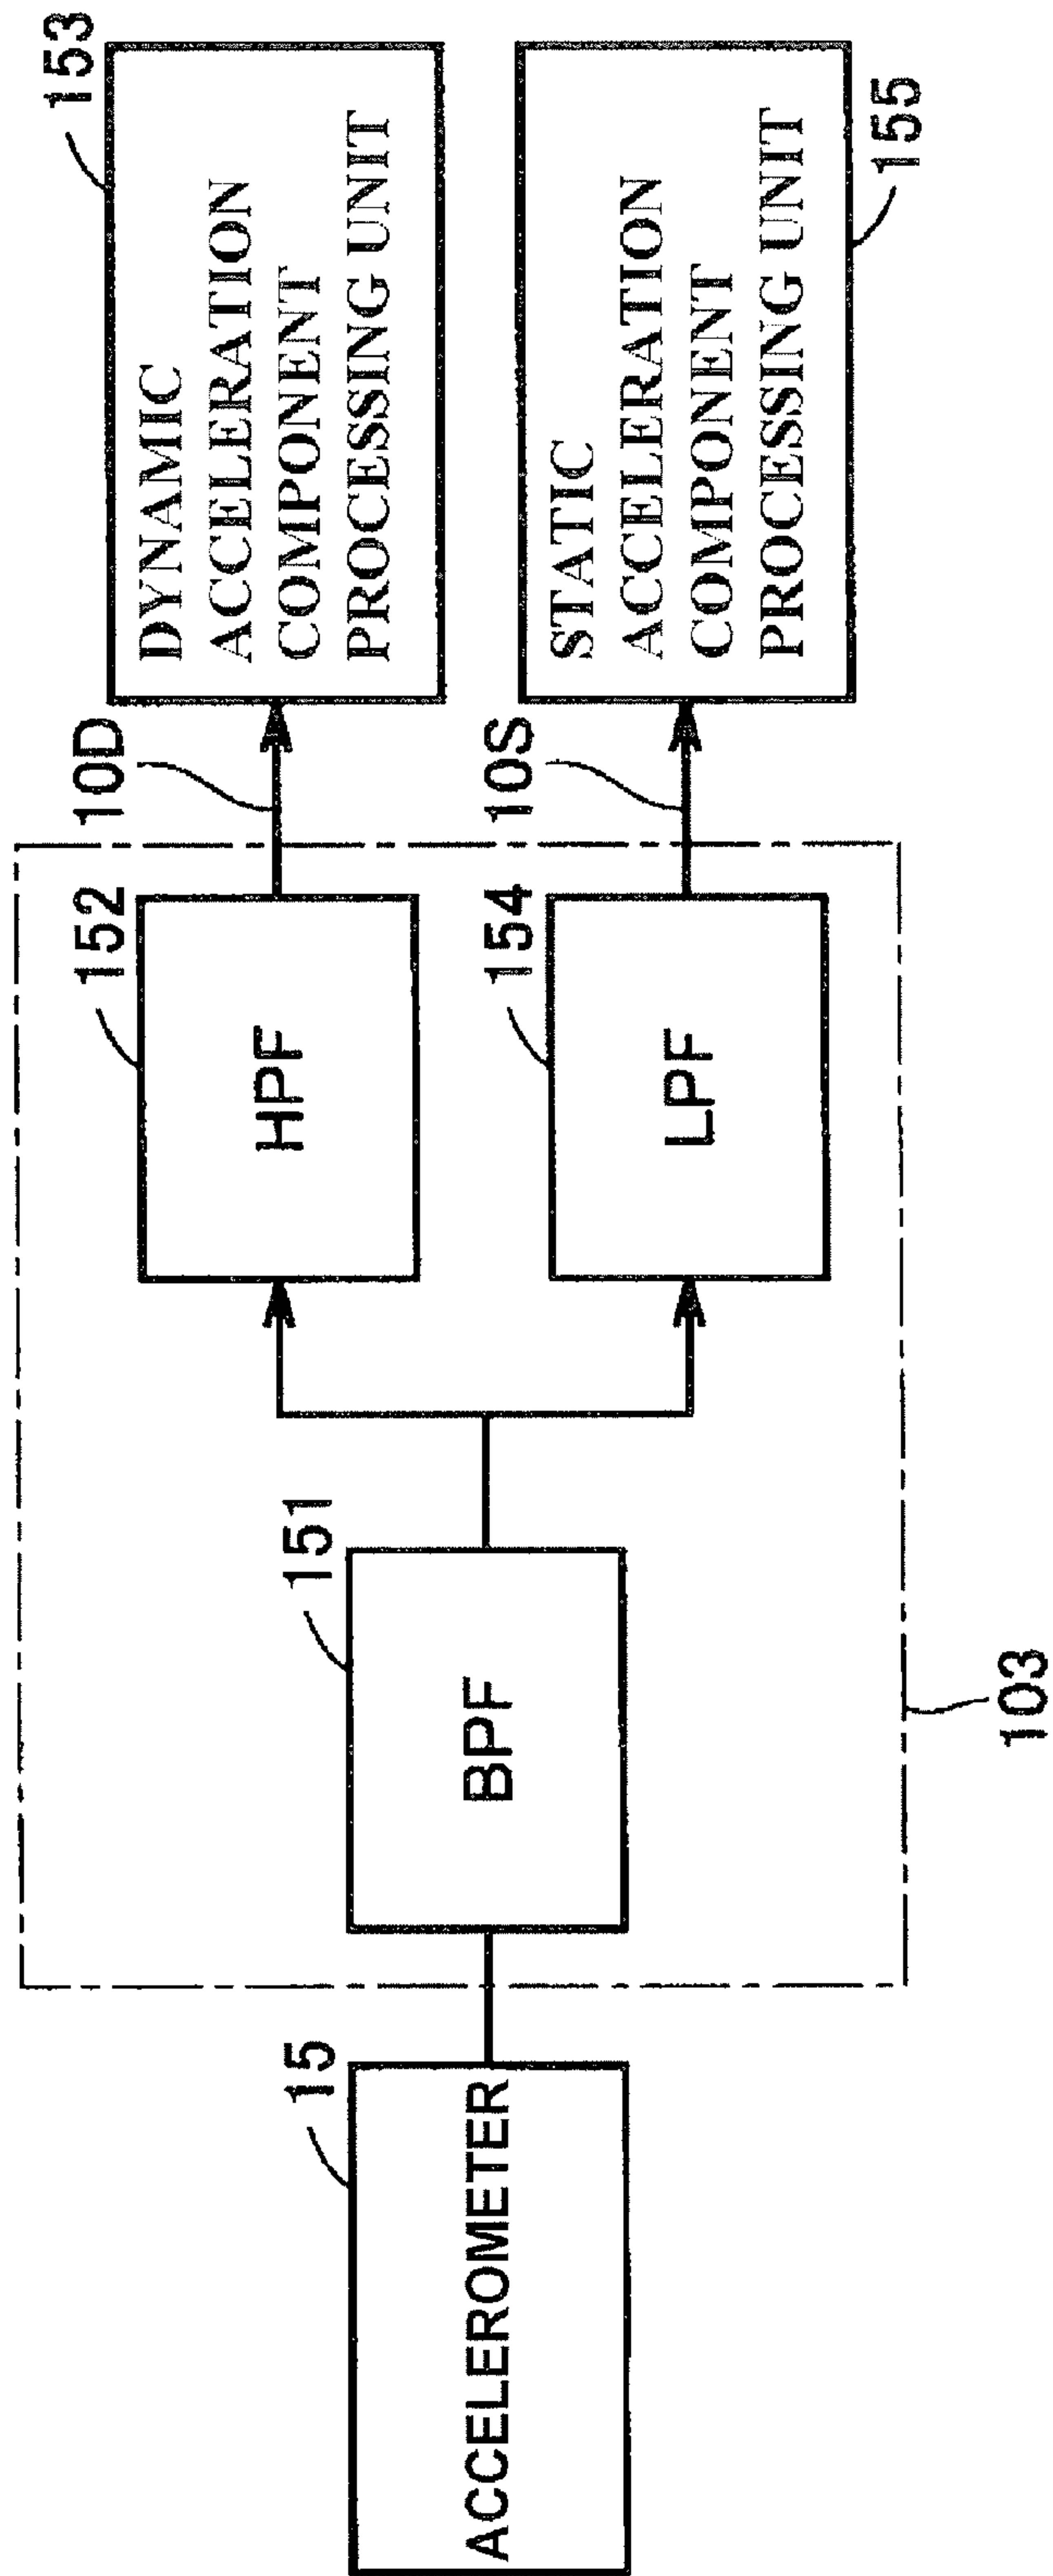 15
ACCELEROMETER
151
BPF
103
152
HPF
154
LPF
10D
10S
153
DYNAMIC
ACCELERATION
COMPONENT
PROCESSING UNIT
STATIC
ACCELERATION
COMPONENT
PROCESSING UNIT
155